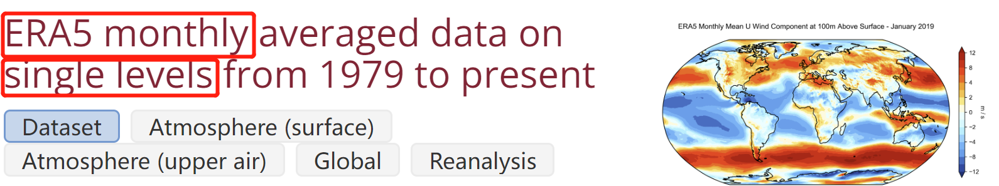 ERA5 monthly averaged data on
single levels from 1979 to present
Dataset
Atmosphere (surface)
Atmosphere (upper air)
Global
Reanalysis
ERA5 Monthly Mean U Wind Component at 100m Above Surface - January 2019
12
8
4
2
0
−2
−4
−8
−12
m / s